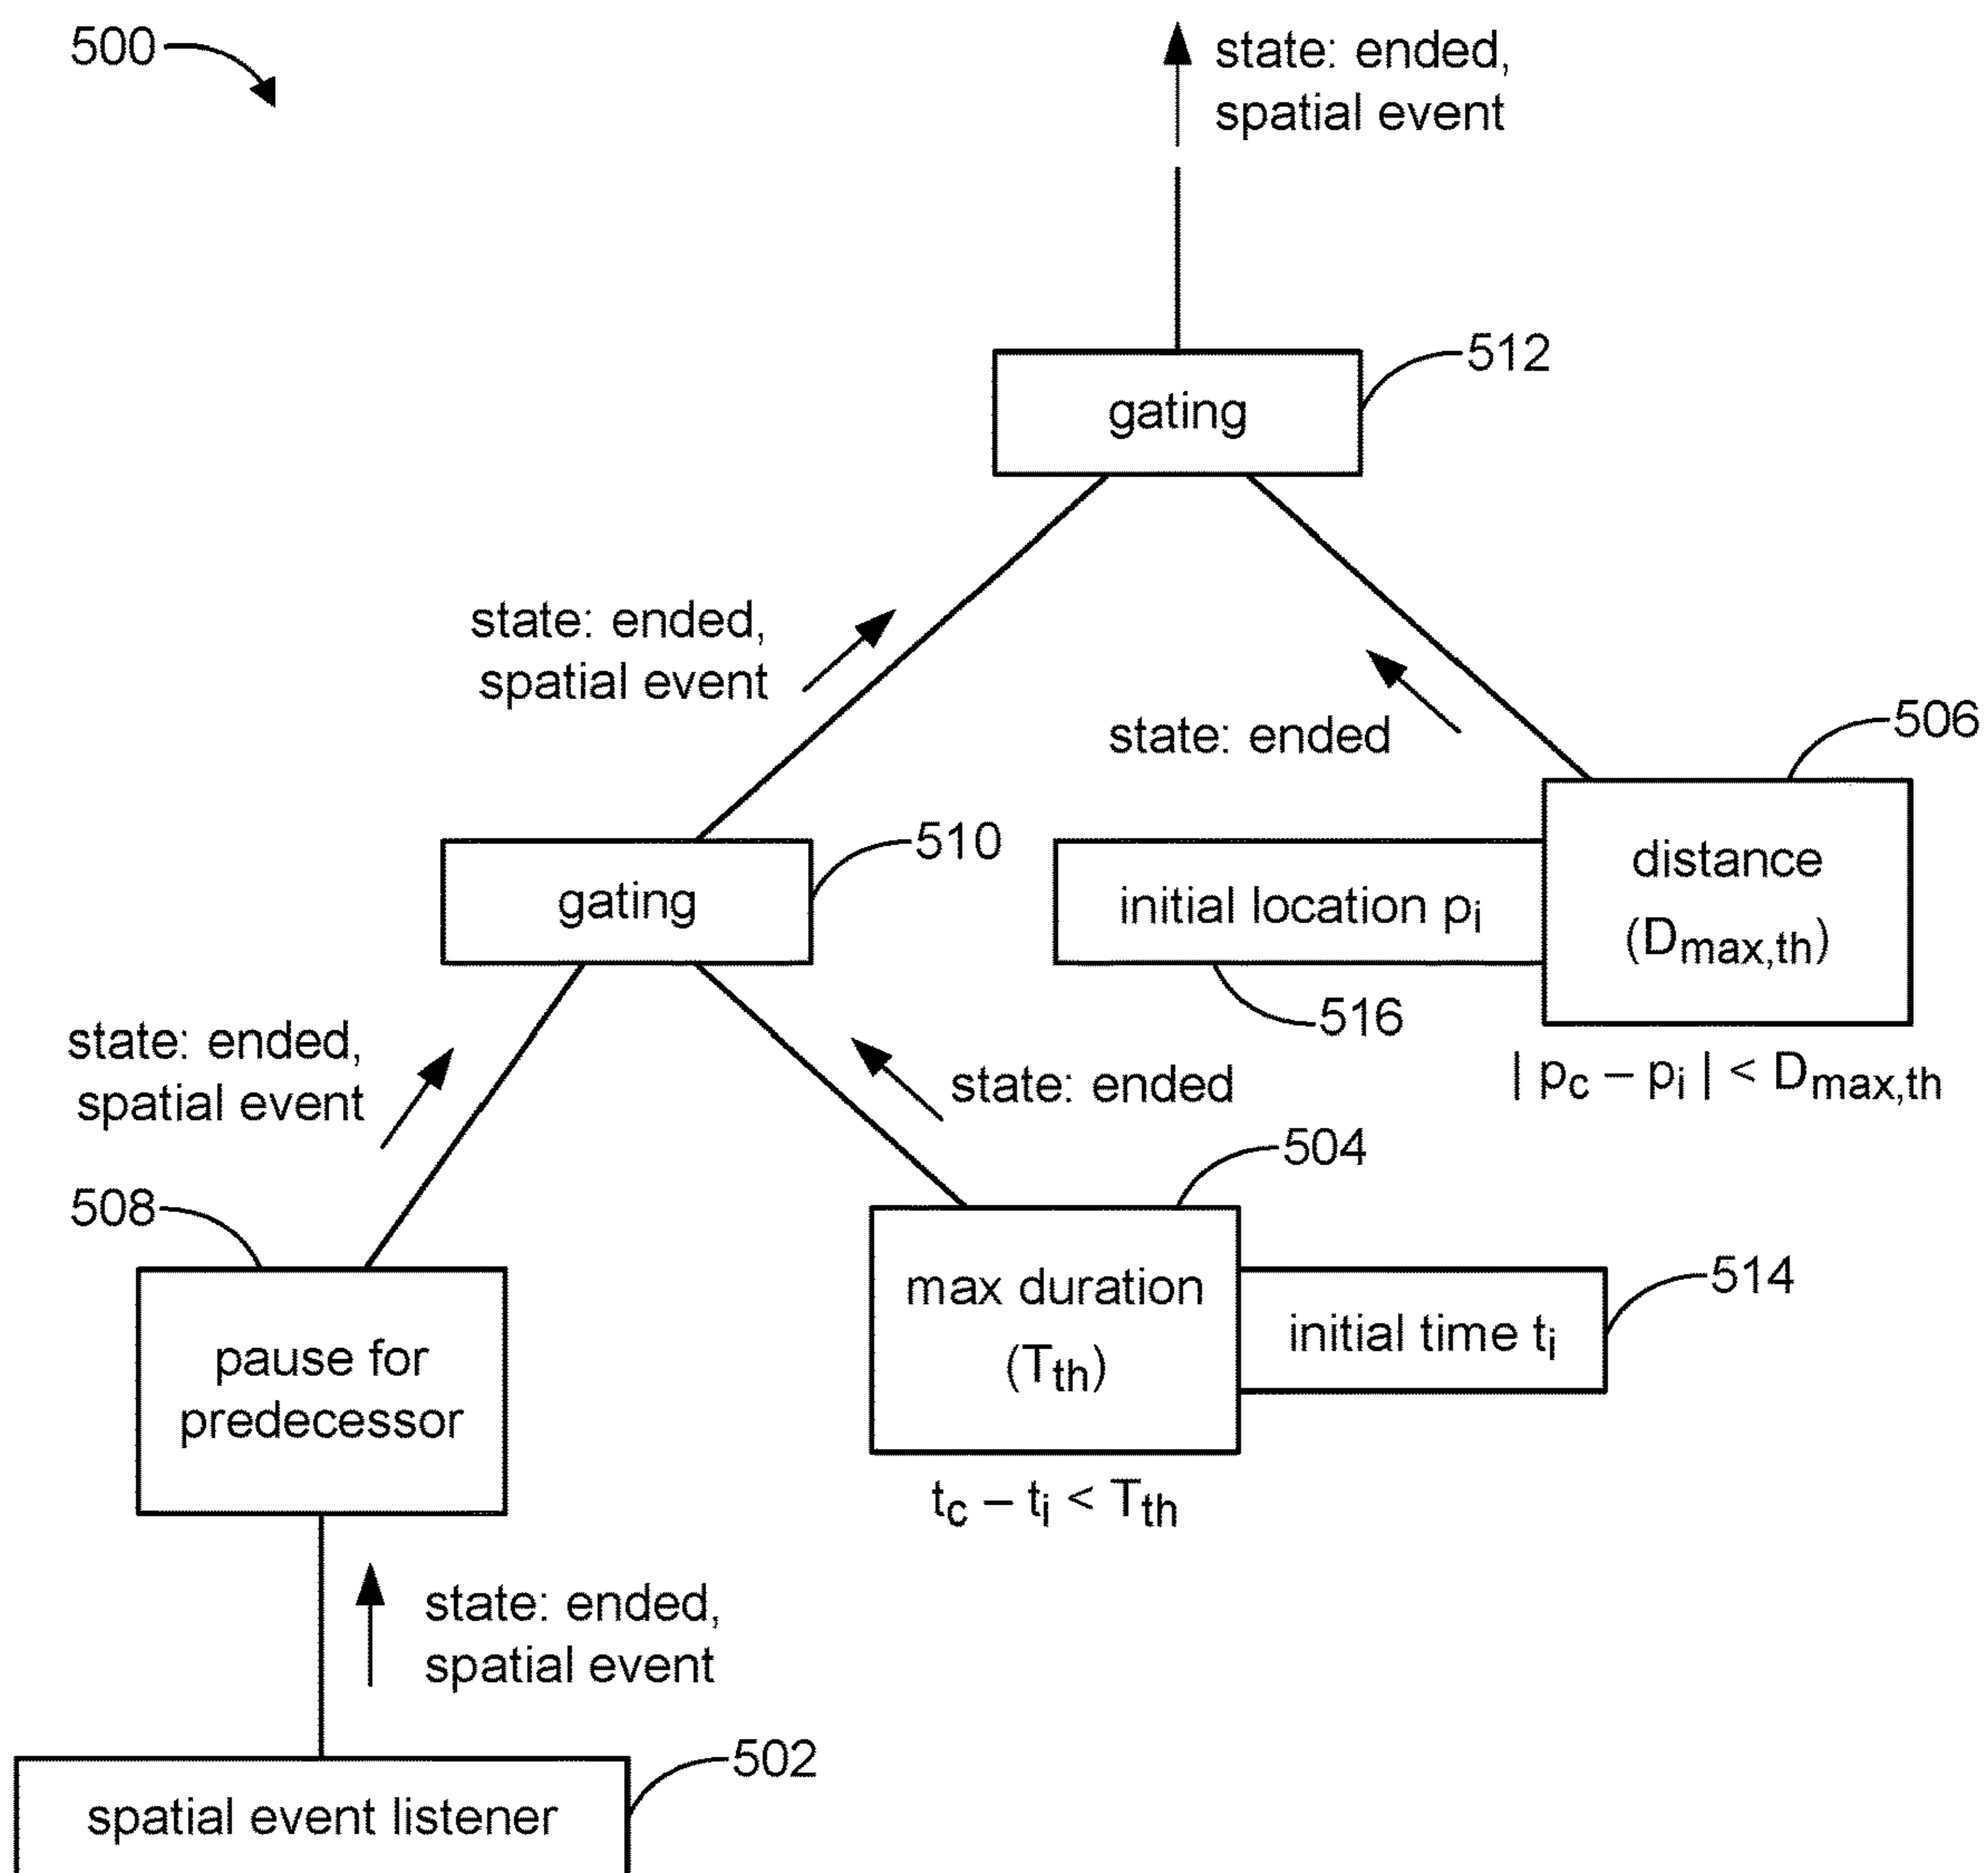 500
state: ended,
spatial event
512
gating
state: ended,
spatial event
state: ended
506
510
gating
initial location pi
distance
(Dmax,th)
516
| pc – pi | < Dmax,th
state: ended,
spatial event
state: ended
504
508
max duration
(Tth)
514
initial time ti
pause for
predecessor
tc – ti < Tth
state: ended,
spatial event
502
spatial event listener